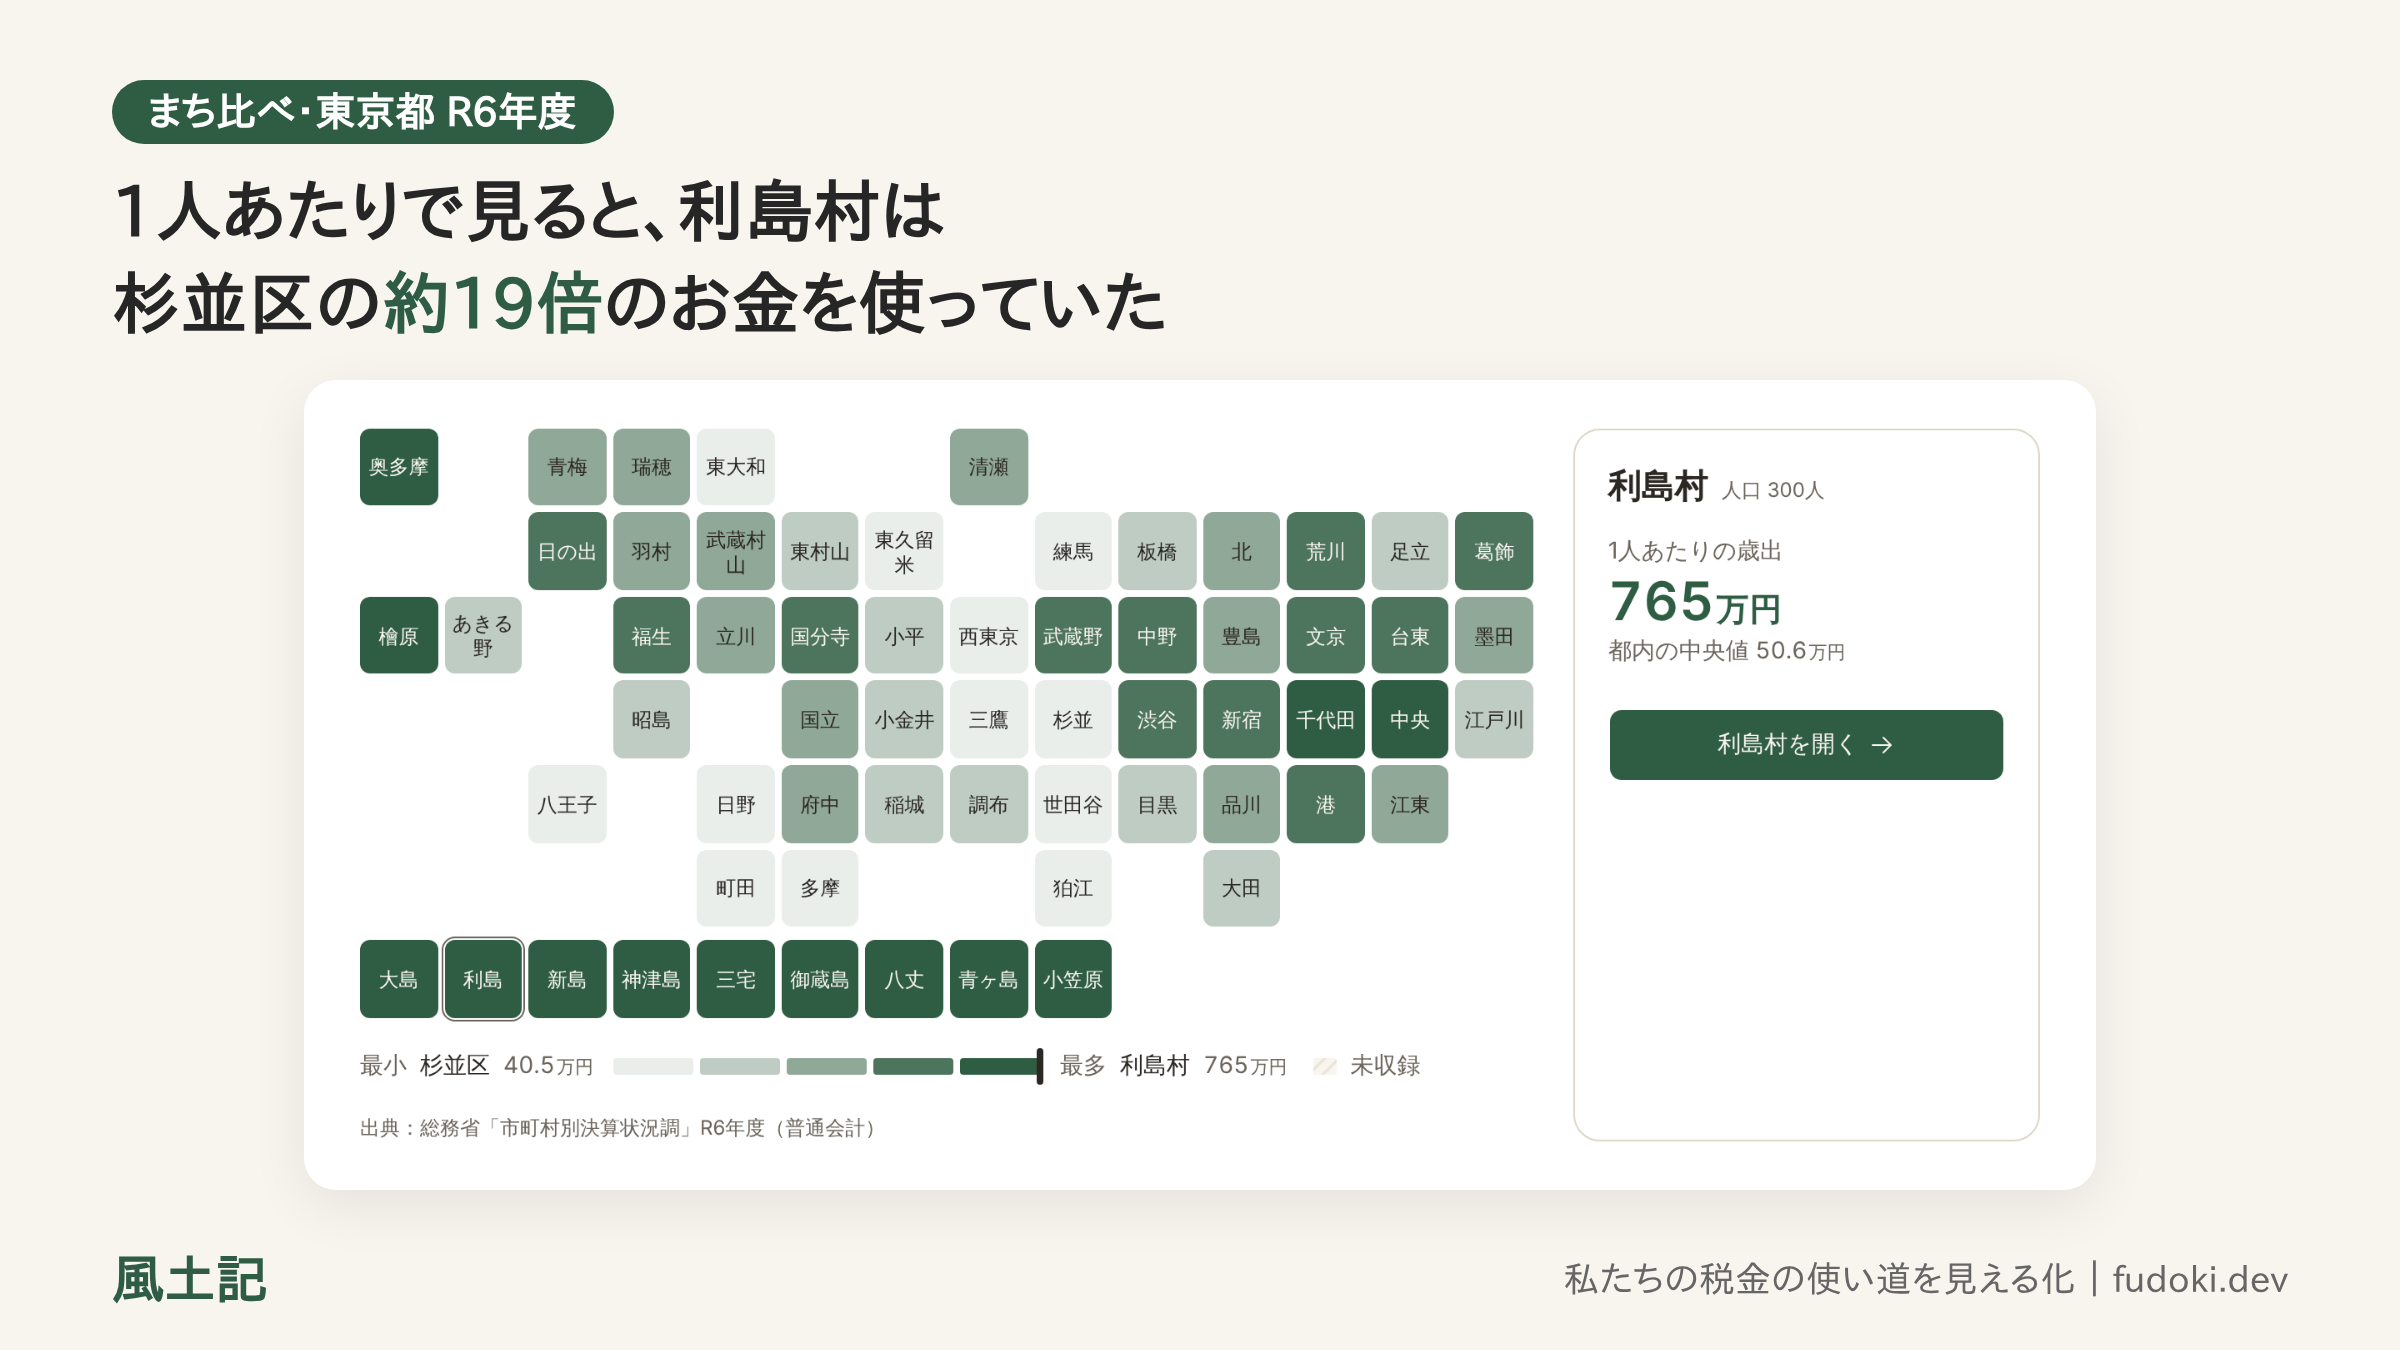 まち比べ・東京都 R6年度
1人あたりで見ると、利島村は
杉並区の約19倍のお金を使っていた
奥多摩 青梅 瑞穂 東大和 清瀬
日の出 羽村 武蔵村山 東村山 東久留米 練馬 板橋 北 荒川 足立 葛飾
檜原 あきる野 福生 立川 国分寺 小平 西東京 武蔵野 中野 豊島 文京 台東 墨田
昭島 国立 小金井 三鷹 杉並 渋谷 新宿 千代田 中央 江戸川
八王子 日野 府中 稲城 調布 世田谷 目黒 品川 港 江東
町田 多摩 狛江 大田
大島 利島 新島 神津島 三宅 御蔵島 八丈 青ヶ島 小笠原
最小 杉並区 40.5万円 最多 利島村 765万円 未収録
出典：総務省「市町村別決算状況調」R6年度（普通会計）
利島村 人口 300人
1人あたりの歳出
765万円
都内の中央値 50.6万円
利島村を開く →
風土記
私たちの税金の使い道を見える化｜fudoki.dev